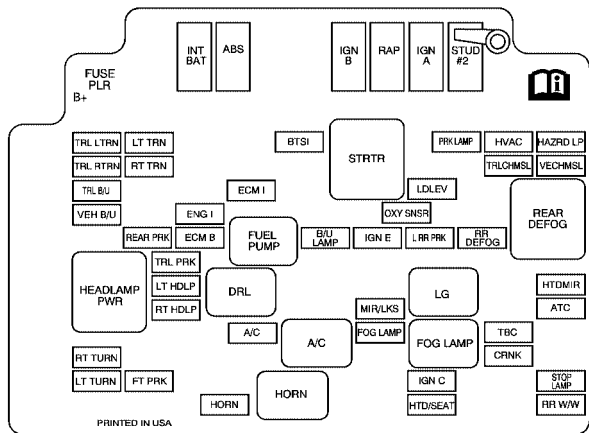 INT BAT
ABS
IGN B
RAP
IGN A
STUD #2
FUSE PLR
B+
TRL LTRN
LT TRN
BTSI
STRTR
PRK LAMP
HVAC
HAZRD LP
TRL RTRN
RT TRN
TRLCHMSL
VECHMSL
TRL B/U
ECM I
LDLEV
REAR DEFOG
VEH B/U
ENG I
OXY SNSR
REAR PRK
ECM B
FUEL PUMP
B/U LAMP
IGN E
L RR PRK
RR DEFOG
HEADLAMP PWR
TRL PRK
LT HDLP
DRL
LG
HTDMIR
RT HDLP
MIR/LKS
ATC
A/C
A/C
FOG LAMP
FOG LAMP
TBC
CRNK
RT TURN
LT TURN
FT PRK
HORN
HORN
IGN C
HTD/SEAT
STOP LAMP
RR W/W
PRINTED IN USA